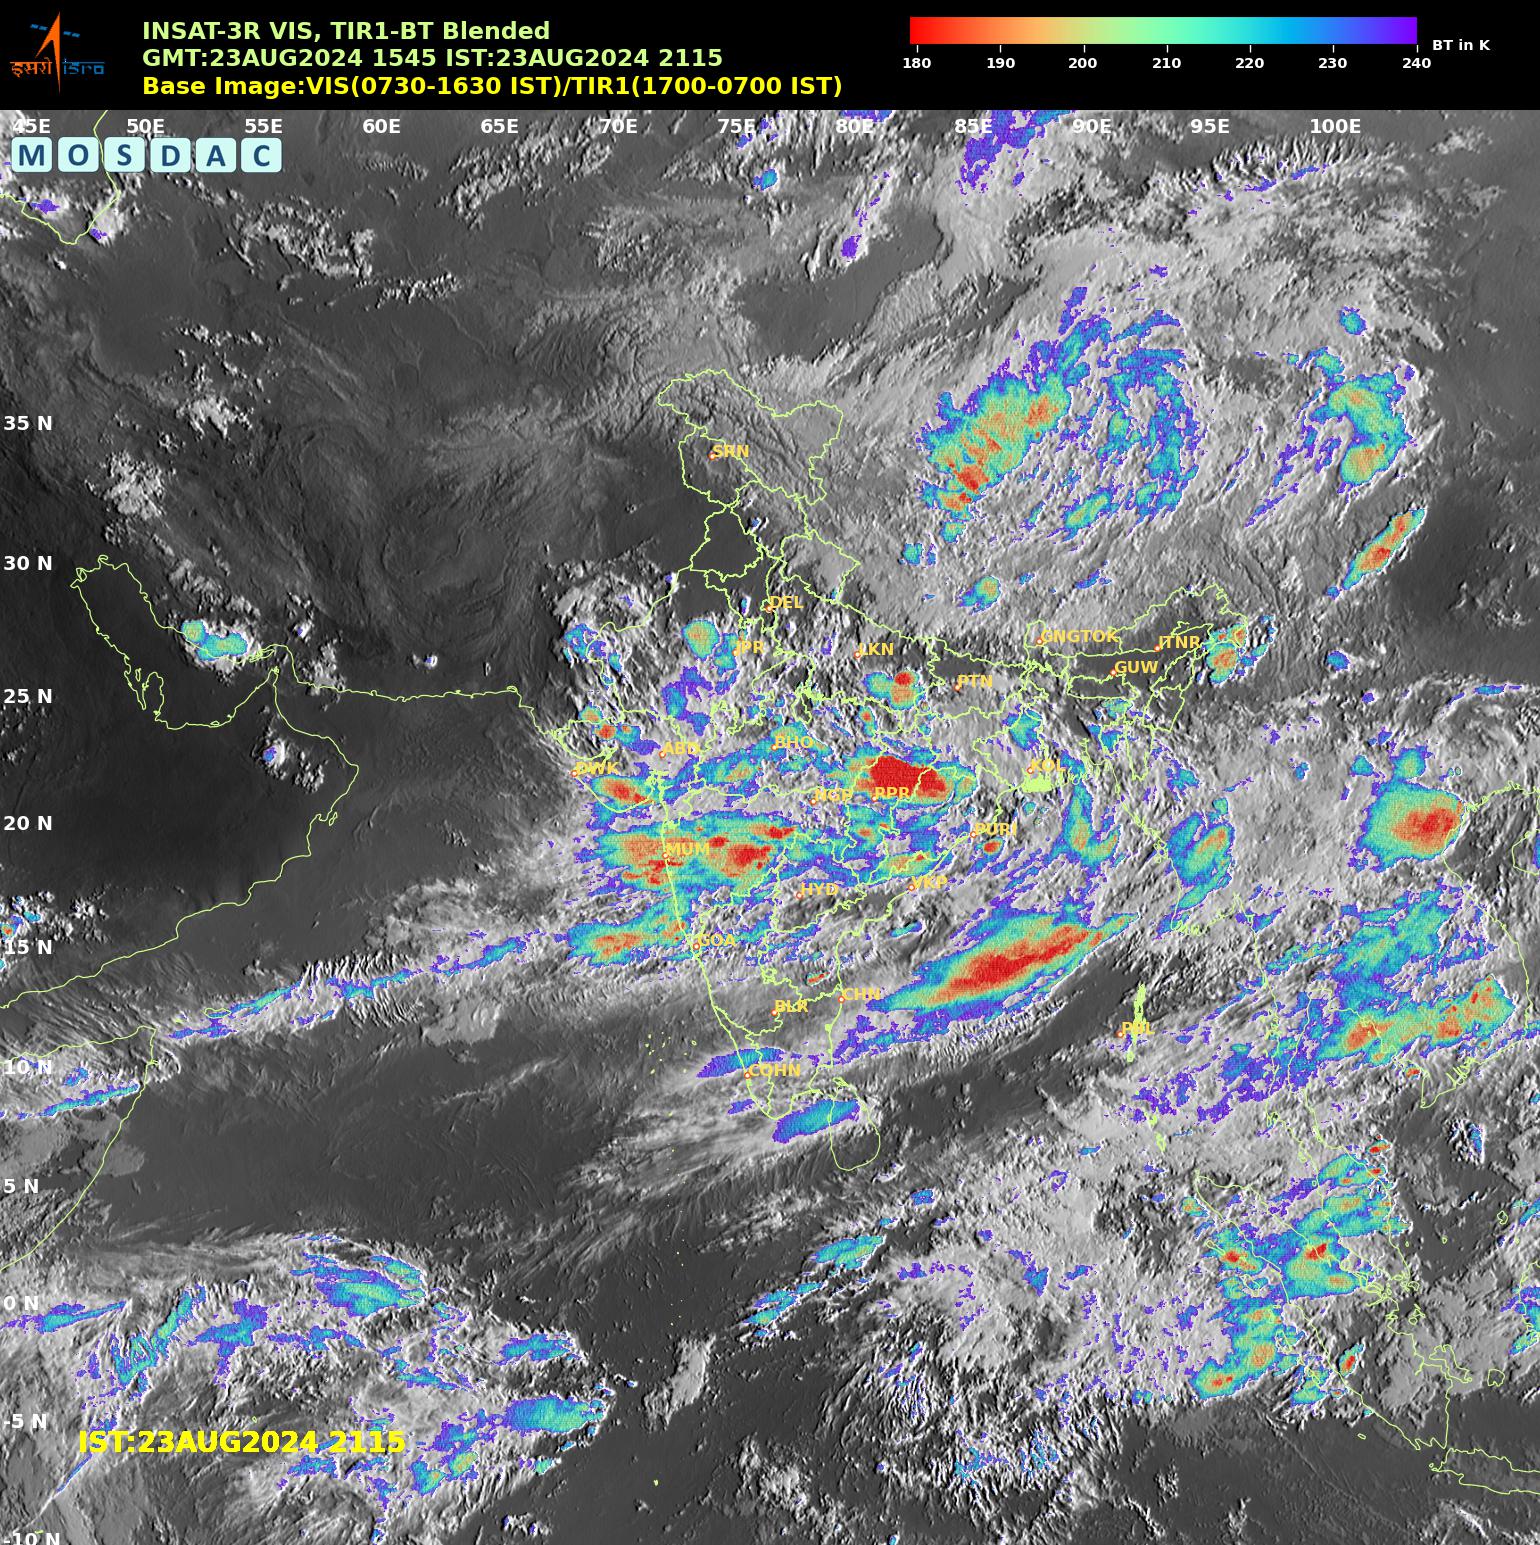 INSAT-3R VIS, TIR1-BT Blended
GMT:23AUG2024 1545 IST:23AUG2024 2115
Base Image:VIS(0730-1630 IST)/TIR1(1700-0700 IST)
इसरो isro
BT in K
180 190 200 210 220 230 240
45E 50E 55E 60E 65E 70E 75E 80E 85E 90E 95E 100E
MOSDAC
35 N
SRN
30 N
DEL
GNGTOK
ITNR
JPR
LKN
GUW
PTN
25 N
BHO
ABD
DWK
KOL
NGP
RPR
20 N
PURI
MUM
VKP
HYD
15 N
GOA
CHN
BLR
PBL
10 N
COHN
5 N
0 N
-5 N
IST:23AUG2024 2115
-10 N